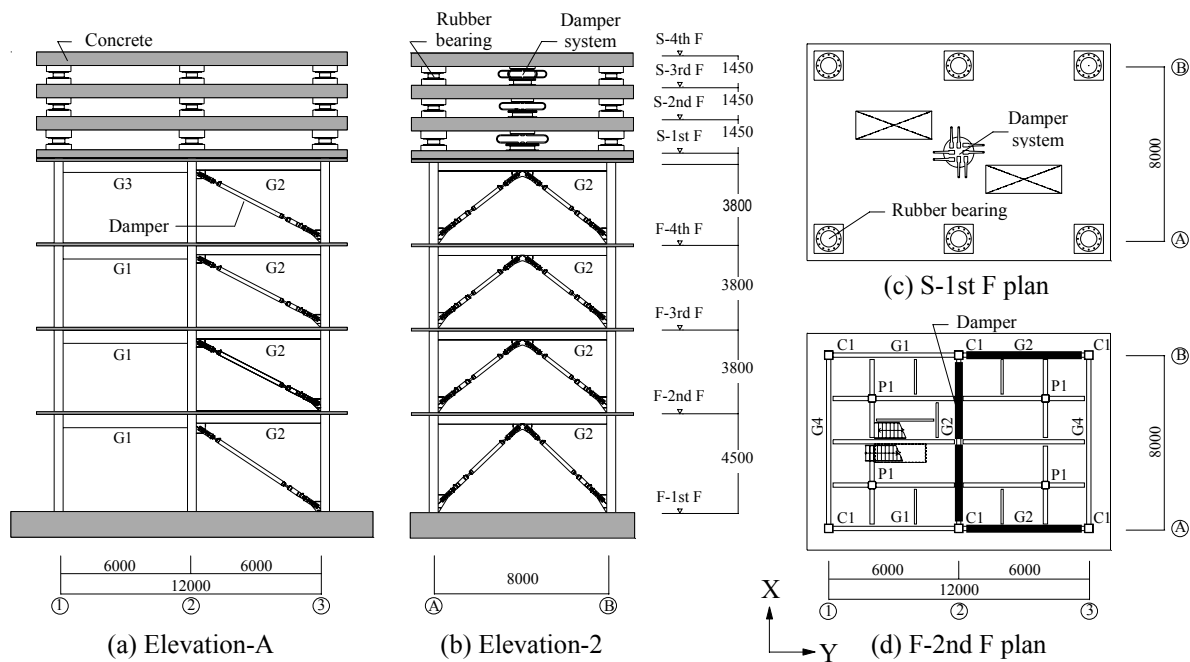 Concrete
G3
G2
Damper
G1
G2
G1
G2
G1
G2
6000
6000
12000
1
2
3
(a) Elevation-A
Rubber
bearing
Damper
system
G2
G2
G2
G2
8000
A
B
(b) Elevation-2
S-4th F
1450
S-3rd F
1450
S-2nd F
1450
S-1st F
3800
F-4th F
3800
F-3rd F
3800
F-2nd F
4500
F-1st F
Damper
system
Rubber bearing
8000
B
A
(c) S-1st F plan
Damper
C1
G1
C1
G2
C1
P1
P1
G4
G2
G4
P1
P1
C1
G1
C1
G2
C1
8000
B
A
6000
6000
12000
1
2
3
X
Y
(d) F-2nd F plan